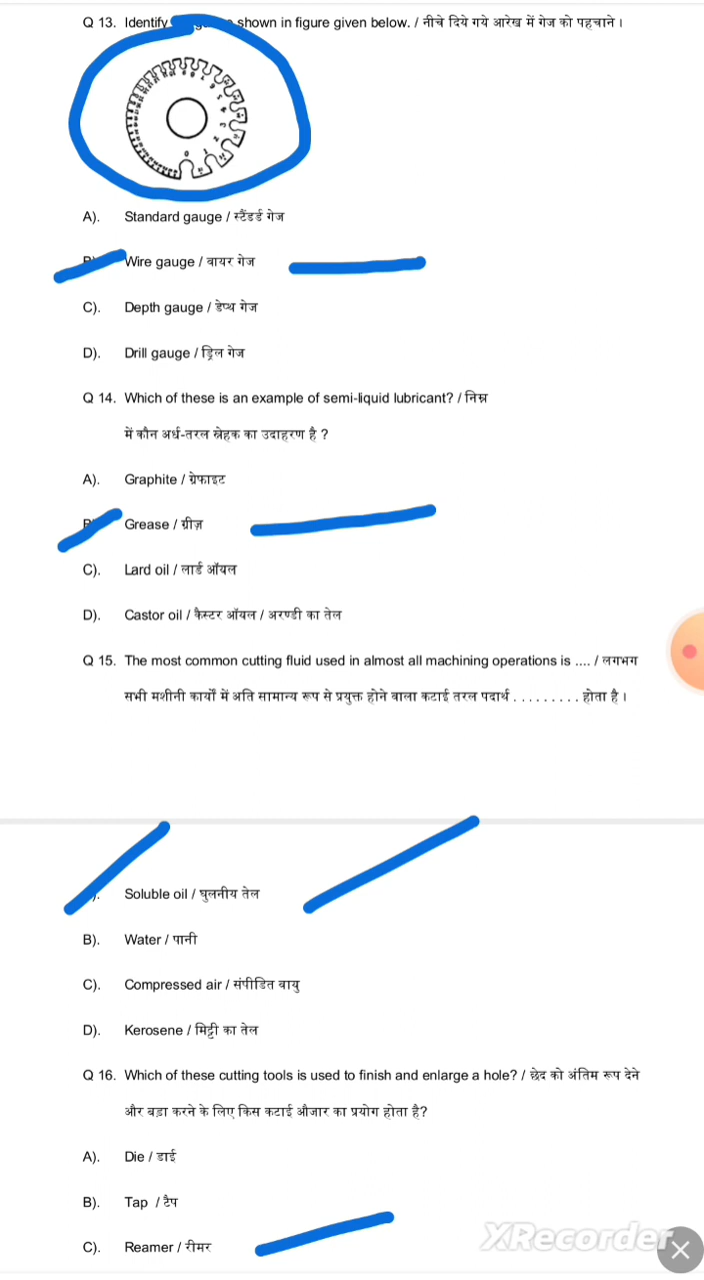 Q 13. Identify shown in figure given below. / नीचे दिये गये आरेख में गेज को पहचाने ।
A). Standard gauge / स्टैंडर्ड गेज
Wire gauge / वायर गेज
C). Depth gauge / डेप्थ गेज
D). Drill gauge / ड्रिल गेज
Q 14. Which of these is an example of semi-liquid lubricant? / निम्न
में कौन अर्ध-तरल स्नेहक का उदाहरण है ?
A). Graphite / ग्रेफाइट
Grease / ग्रीज़
C). Lard oil / लार्ड ऑयल
D). Castor oil / कैस्टर ऑयल / अरण्डी का तेल
Q 15. The most common cutting fluid used in almost all machining operations is .... / लगभग
सभी मशीनी कार्यों में अति सामान्य रूप से प्रयुक्त होने वाला कटाई तरल पदार्थ . . . . . . . . . होता है ।
Soluble oil / घुलनीय तेल
B). Water / पानी
C). Compressed air / संपीडित वायु
D). Kerosene / मिट्टी का तेल
Q 16. Which of these cutting tools is used to finish and enlarge a hole? / छेद को अंतिम रूप देने
और बड़ा करने के लिए किस कटाई औजार का प्रयोग होता है?
A). Die / डाई
B). Tap / टैप
C). Reamer / रीमर
XRecorder